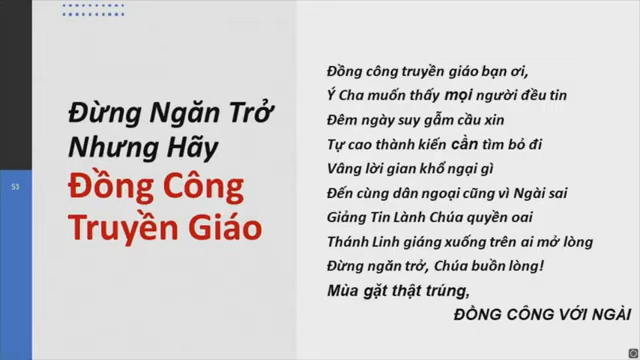 Đừng Ngăn Trở
Nhưng Hãy
Đồng Công
Truyền Giáo
53
Đồng công truyền giáo bạn ơi,
Ý Cha muốn thấy mọi người đều tin
Đêm ngày suy gẫm cầu xin
Tự cao thành kiến cần tìm bỏ đi
Vâng lời gian khổ ngại gì
Đến cùng dân ngoại cũng vì Ngài sai
Giảng Tin Lành Chúa quyền oai
Thánh Linh giáng xuống trên ai mở lòng
Đừng ngăn trở, Chúa buồn lòng!
Mùa gặt thật trúng,
ĐỒNG CÔNG VỚI NGÀI